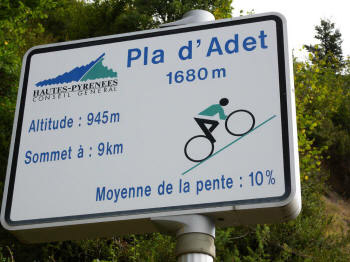 Pla d'Adet
1680 m
HAUTES-PYRENEES
CONSEIL GENERAL
Altitude : 945m
Sommet à : 9km
Moyenne de la pente : 10%